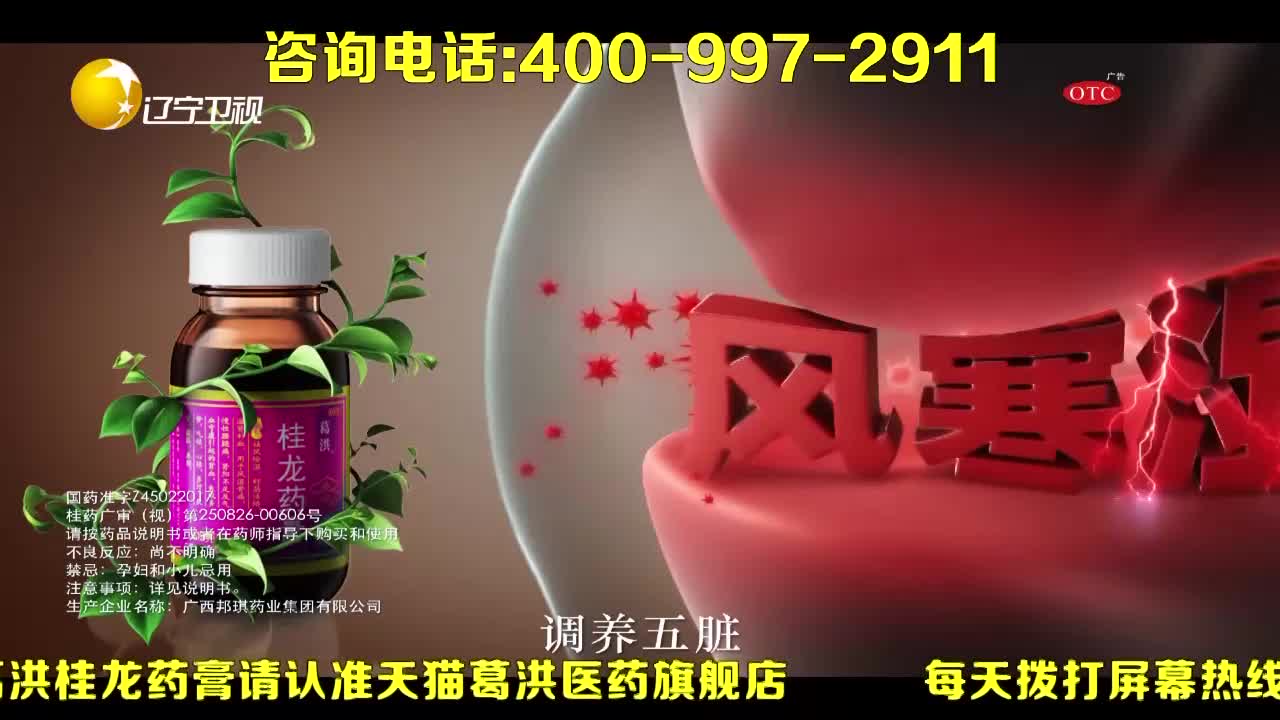 咨询电话:400-997-2911
辽宁卫视
广告
OTC
风寒湿
葛洪
桂龙药
国药准字Z45022017
桂药广审（视）第250826-00606号
请按药品说明书或者在药师指导下购买和使用
不良反应：尚不明确
禁忌：孕妇和小儿忌用
注意事项：详见说明书。
生产企业名称：广西邦琪药业集团有限公司
调养五脏
葛洪桂龙药膏请认准天猫葛洪医药旗舰店 每天拨打屏幕热线